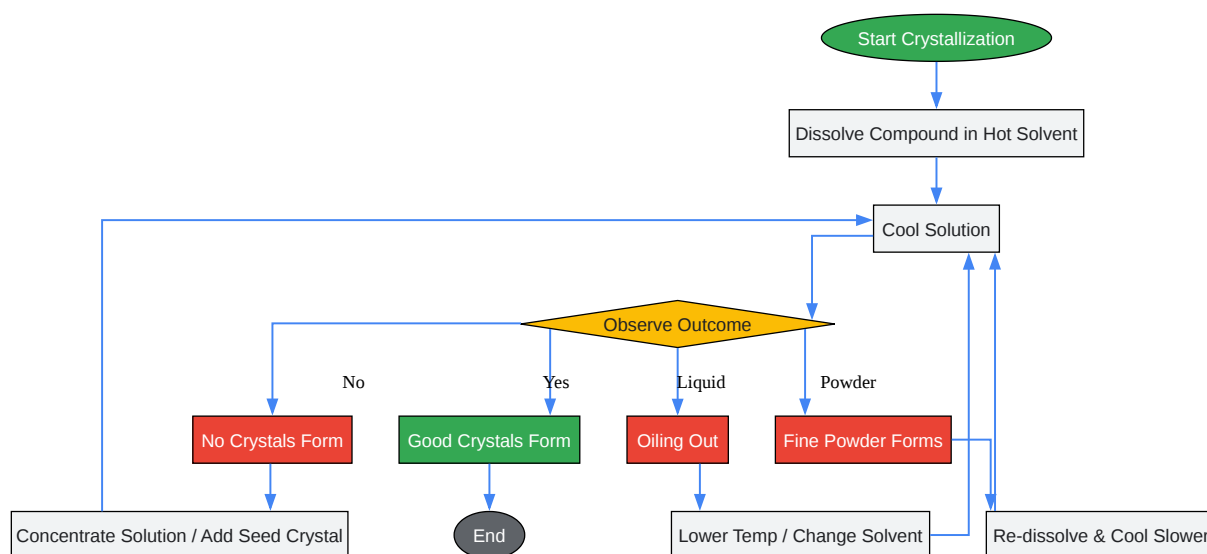 Start Crystallization
Dissolve Compound in Hot Solvent
Cool Solution
Observe Outcome
No
Yes
Liquid
Powder
No Crystals Form
Good Crystals Form
Oiling Out
Fine Powder Forms
Concentrate Solution / Add Seed Crystal
End
Lower Temp / Change Solvent
Re-dissolve & Cool Slower